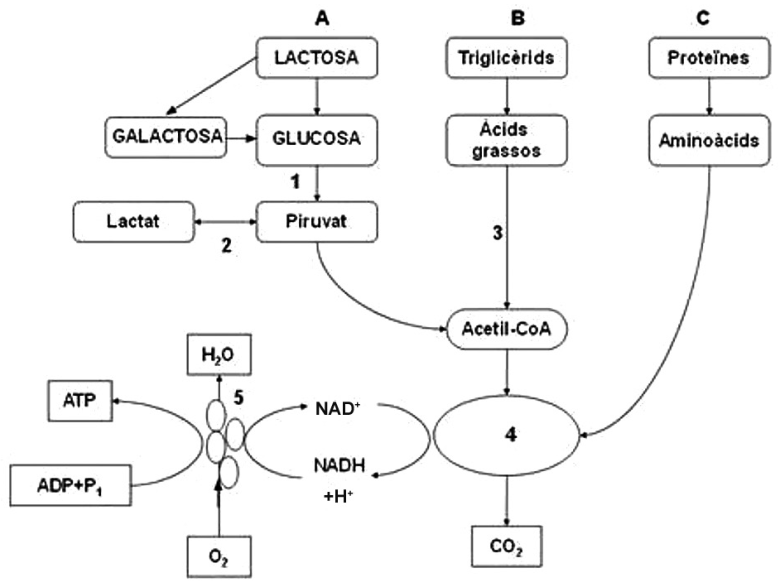 A B C
LACTOSA Triglicèrids Proteïnes
GALACTOSA GLUCOSA Àcids
grassos Aminoàcids
1
Lactat Piruvat
2 3
Acetil-CoA
H₂O
5
ATP NAD⁺
4
NADH
ADP+P₁ +H⁺
O₂ CO₂